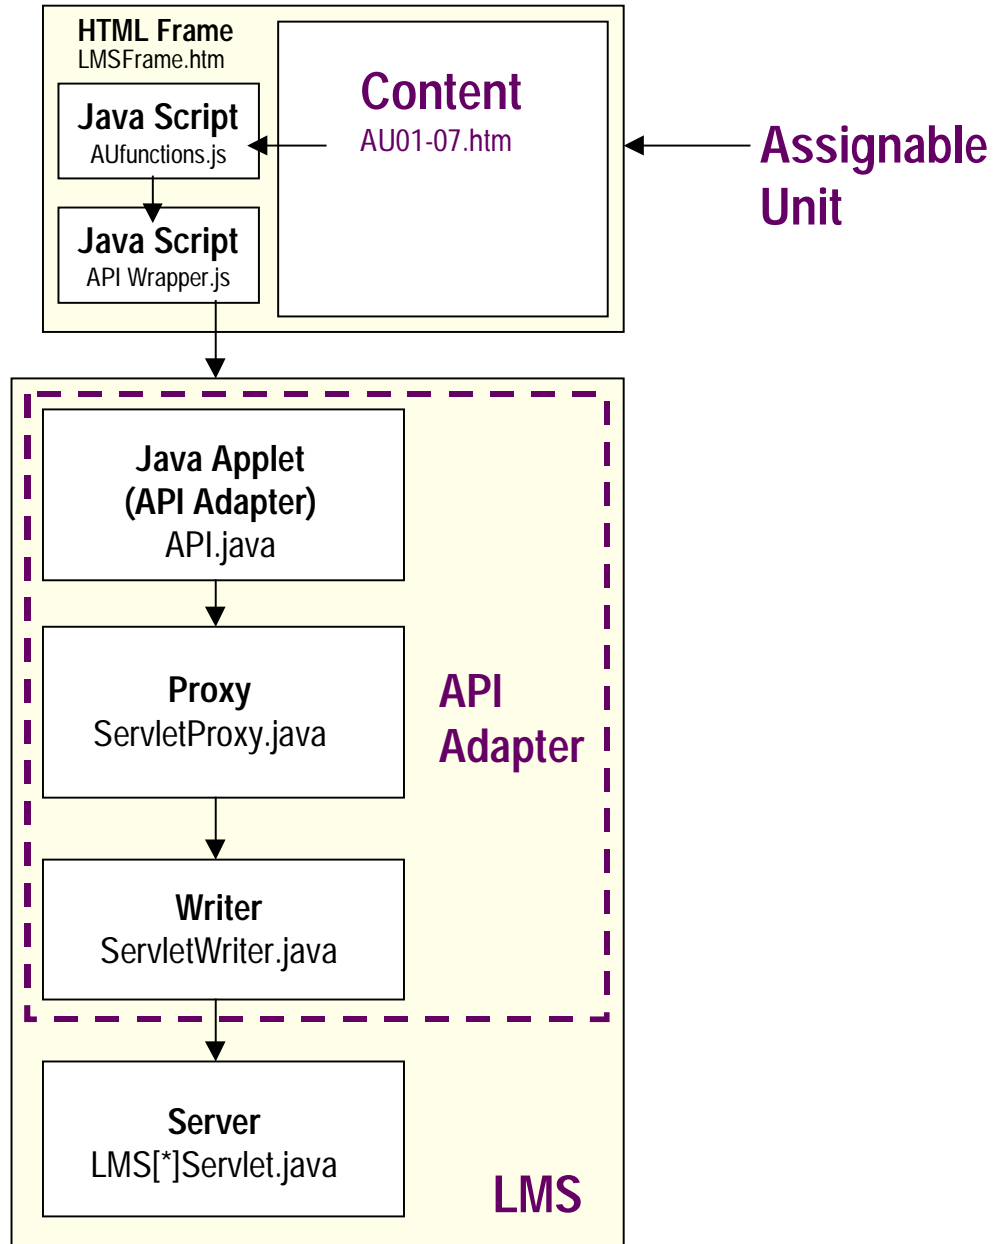 HTML Frame
LMSFrame.htm
Java Script
AUfunctions.js
Java Script
API Wrapper.js
Content
AU01-07.htm
Assignable
Unit
Java Applet
(API Adapter)
API.java
Proxy
ServletProxy.java
API
Adapter
Writer
ServletWriter.java
Server
LMS[*]Servlet.java
LMS